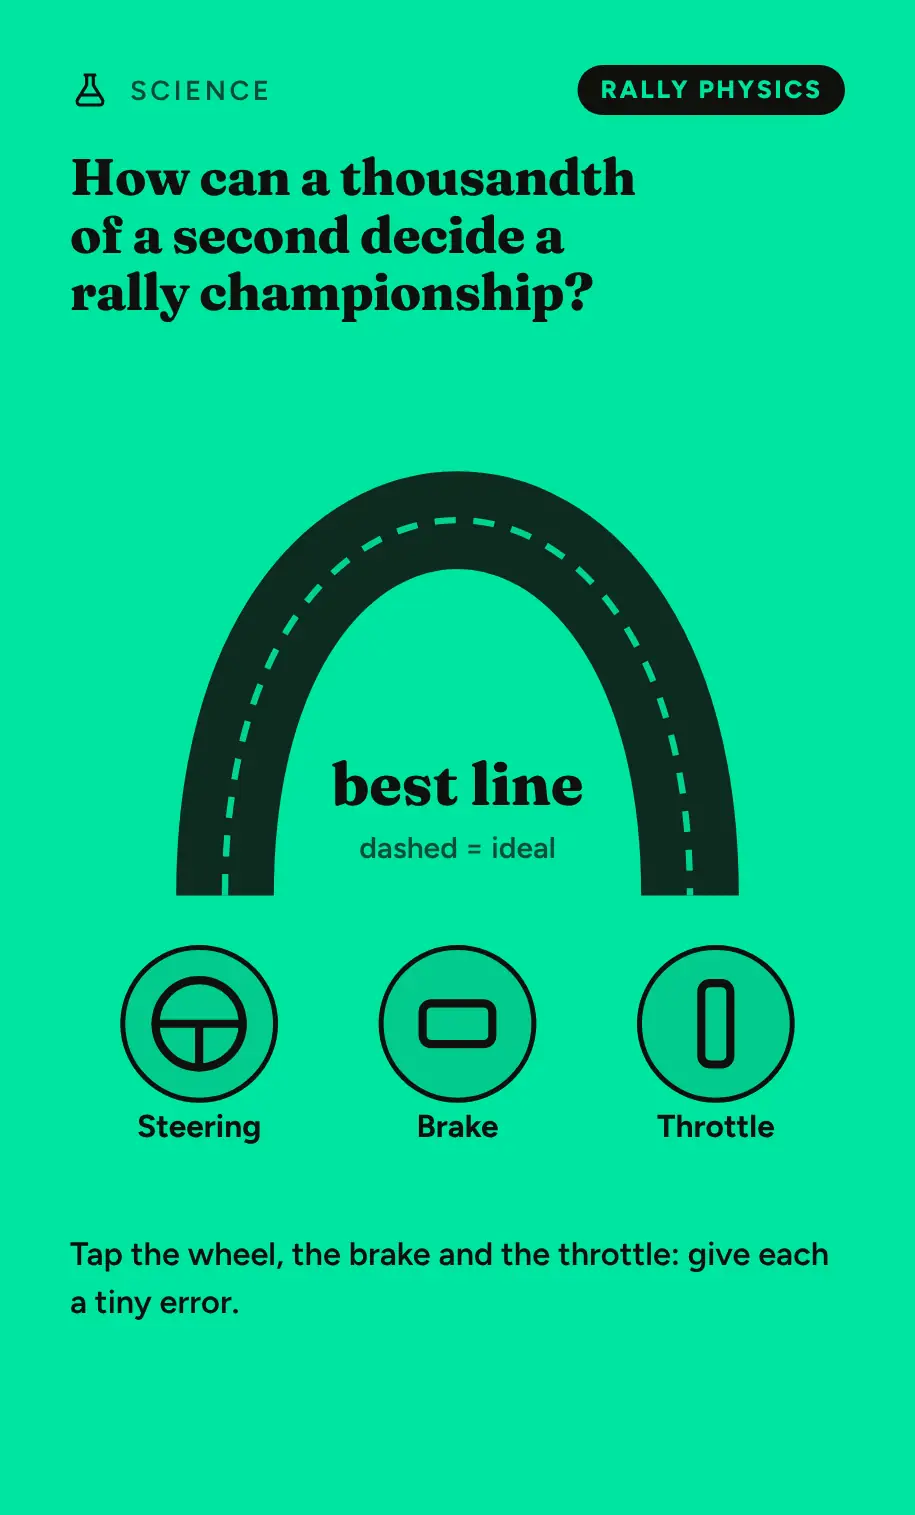 SCIENCE
RALLY PHYSICS
How can a thousandth
of a second decide a
rally championship?
best line
dashed = ideal
Steering
Brake
Throttle
Tap the wheel, the brake and the throttle: give each
a tiny error.